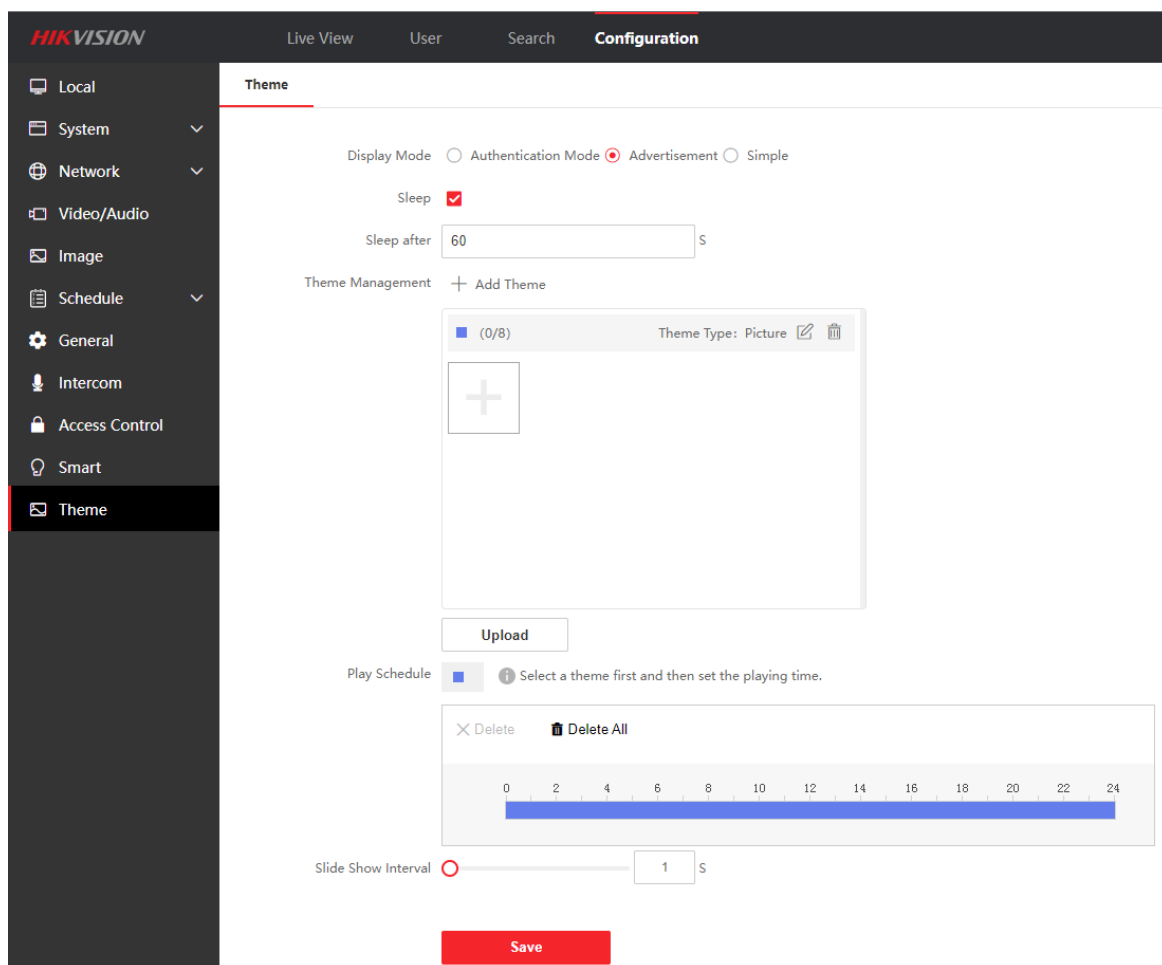 HIKVISION Live View User Search Configuration
Local
System
Network
Video/Audio
Image
Schedule
General
Intercom
Access Control
Smart
Theme
Theme
Display Mode Authentication Mode Advertisement Simple
Sleep
Sleep after 60 S
Theme Management + Add Theme
(0/8) Theme Type: Picture
Upload
Play Schedule Select a theme first and then set the playing time.
Delete Delete All
0 2 4 6 8 10 12 14 16 18 20 22 24
Slide Show Interval 1 S
Save